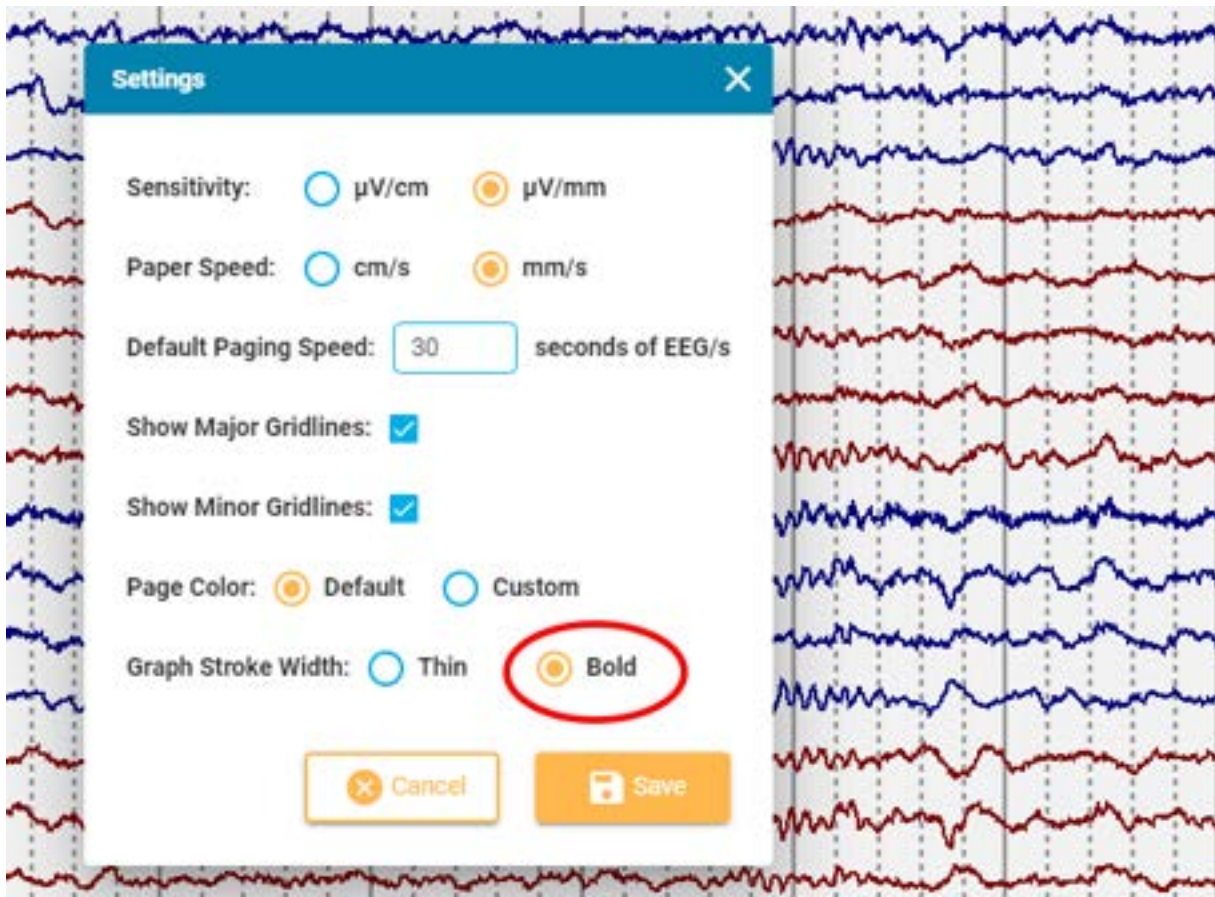 Settings
Sensitivity: µV/cm µV/mm
Paper Speed: cm/s mm/s
Default Paging Speed: 30 seconds of EEG/s
Show Major Gridlines:
Show Minor Gridlines:
Page Color: Default Custom
Graph Stroke Width: Thin Bold
Cancel Save